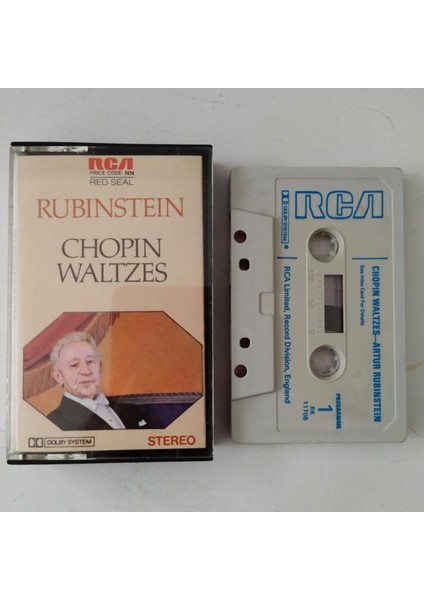 RCA
PRICE CODE NN
RED SEAL
RUBINSTEIN
CHOPIN
WALTZES
DOLBY SYSTEM
STEREO
RCA
DOLBY SYSTEM
CHOPIN WALTZES—ARTUR RUBINSTEIN
See Inlay Card For Details
RCA Limited, Record Division, England
PROGRAMME
1
RK
11708